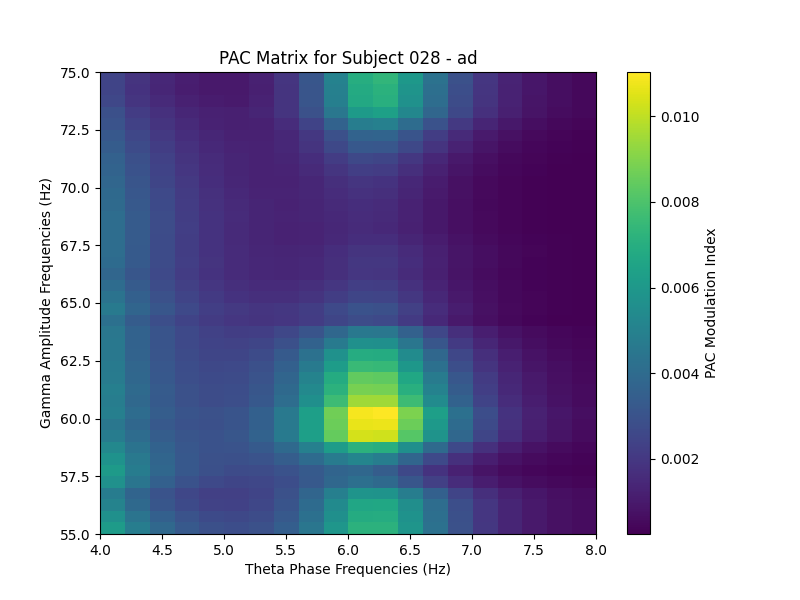 PAC Matrix for Subject 028 - ad
75.0
72.5
70.0
67.5
65.0
62.5
60.0
57.5
55.0
Gamma Amplitude Frequencies (Hz)
4.0 4.5 5.0 5.5 6.0 6.5 7.0 7.5 8.0
Theta Phase Frequencies (Hz)
0.010
0.008
0.006
0.004
0.002
PAC Modulation Index